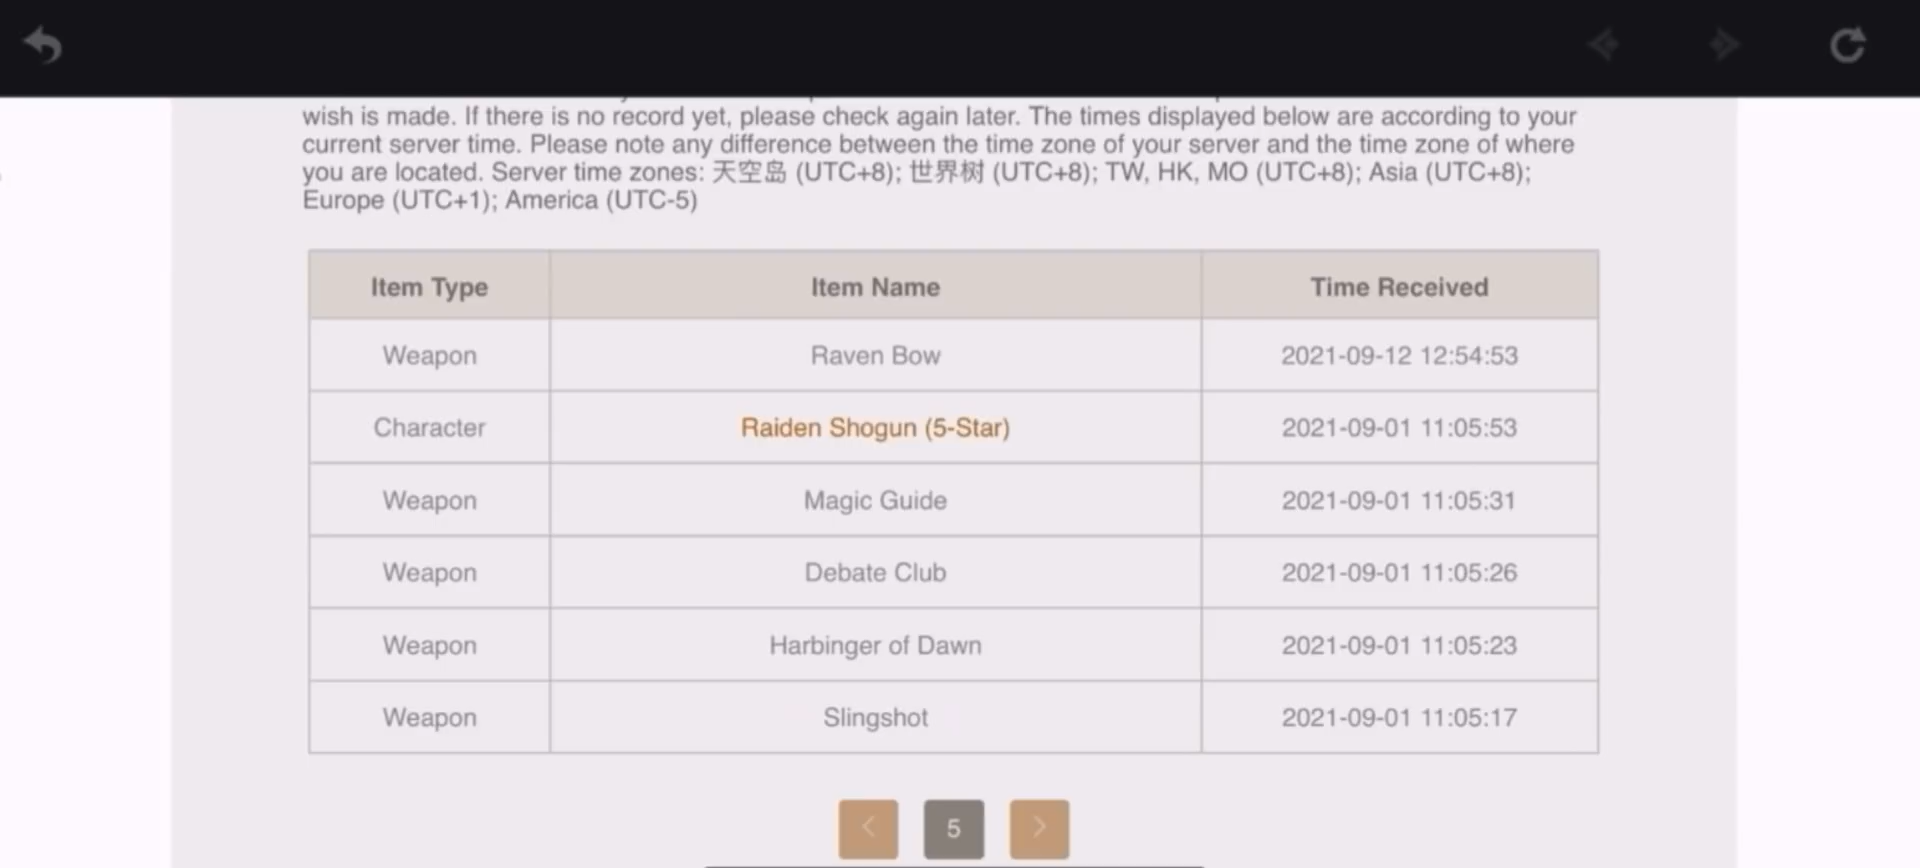 wish is made. If there is no record yet, please check again later. The times displayed below are according to your
current server time. Please note any difference between the time zone of your server and the time zone of where
you are located. Server time zones: 天空岛 (UTC+8); 世界树 (UTC+8); TW, HK, MO (UTC+8); Asia (UTC+8);
Europe (UTC+1); America (UTC-5)
Item Type Item Name Time Received
Weapon Raven Bow 2021-09-12 12:54:53
Character Raiden Shogun (5-Star) 2021-09-01 11:05:53
Weapon Magic Guide 2021-09-01 11:05:31
Weapon Debate Club 2021-09-01 11:05:26
Weapon Harbinger of Dawn 2021-09-01 11:05:23
Weapon Slingshot 2021-09-01 11:05:17
5